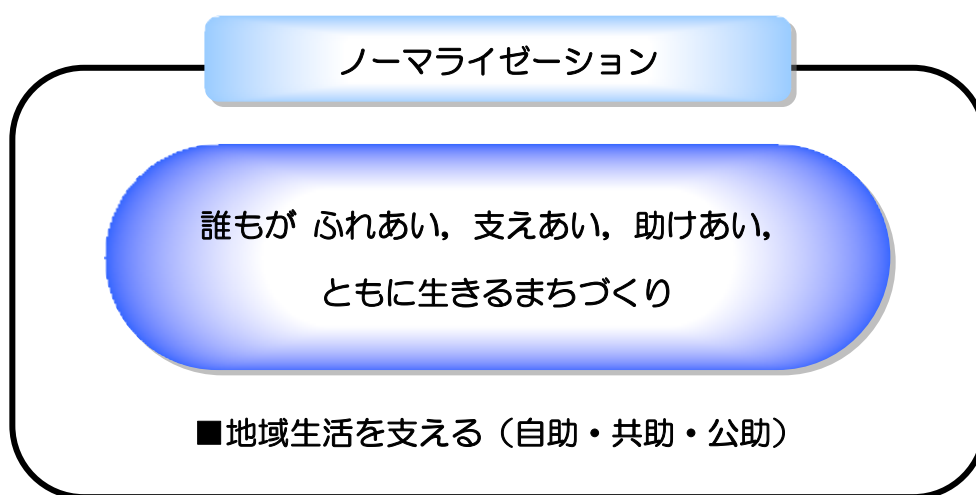 ノーマライゼーション
誰もが ふれあい，支えあい，助けあい，
ともに生きるまちづくり
■地域生活を支える（自助・共助・公助）